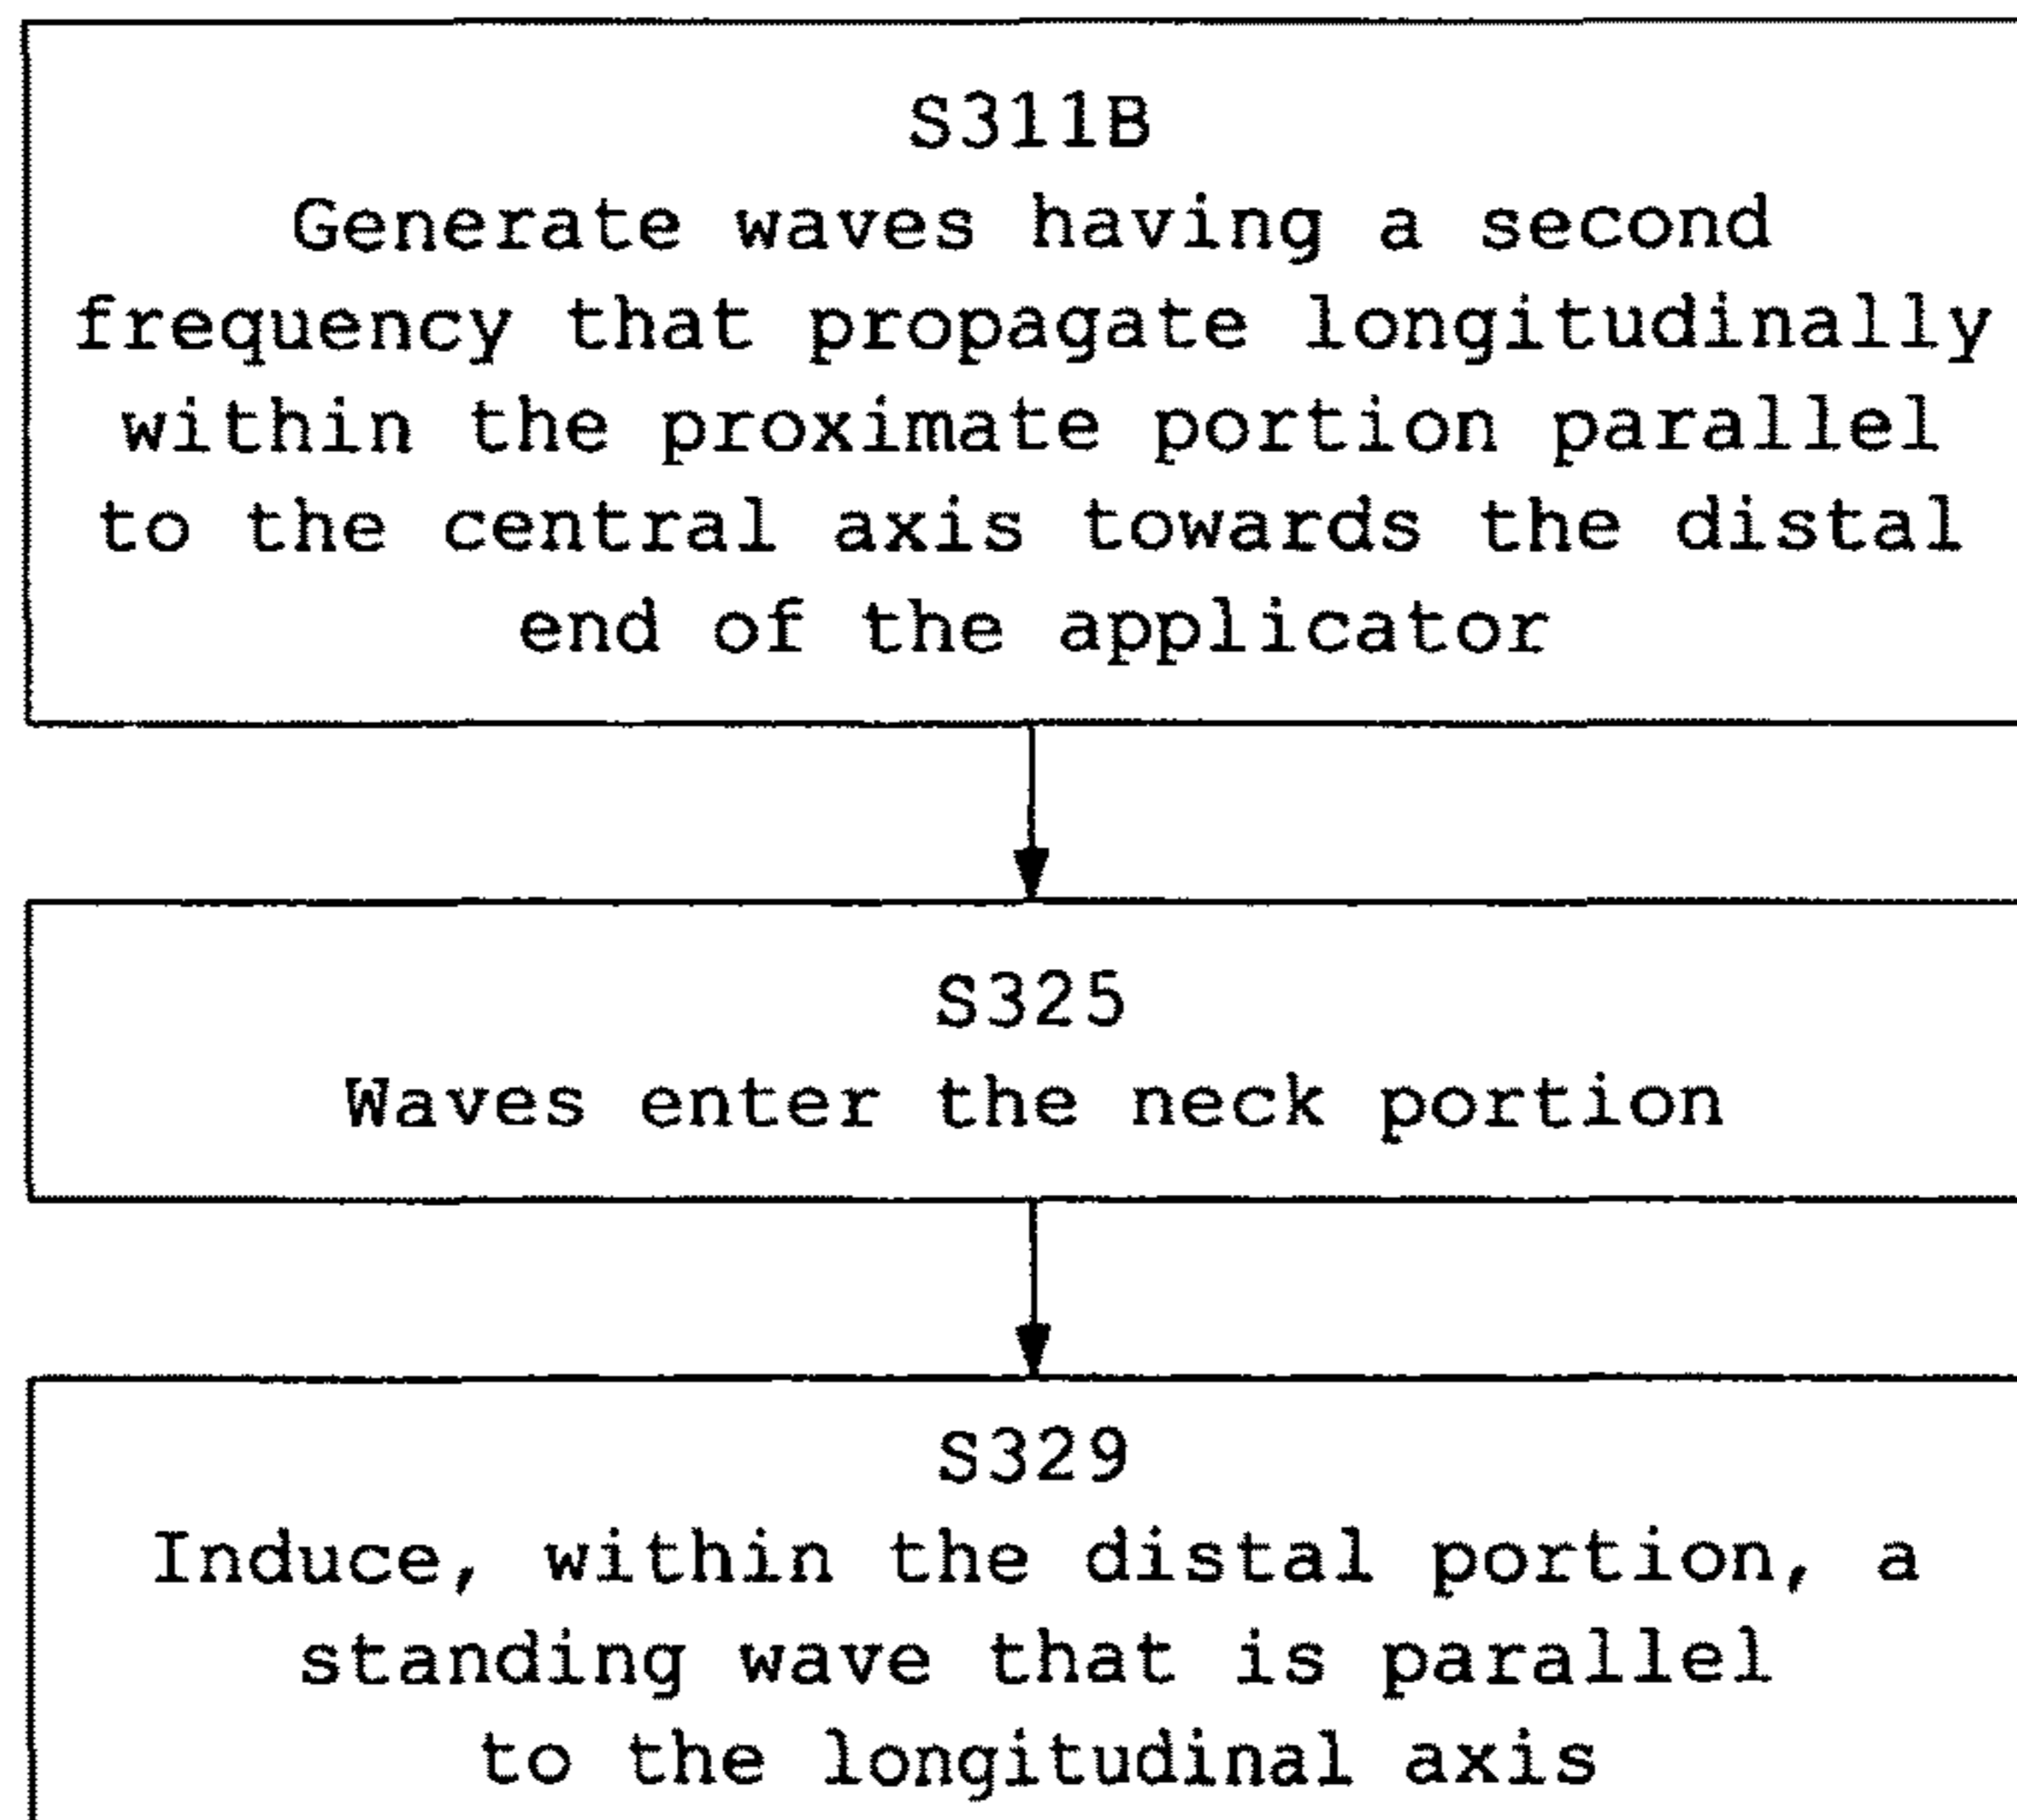 S311B
Generate waves having a second
frequency that propagate longitudinally
within the proximate portion parallel
to the central axis towards the distal
end of the applicator
S325
Waves enter the neck portion
S329
Induce, within the distal portion, a
standing wave that is parallel
to the longitudinal axis